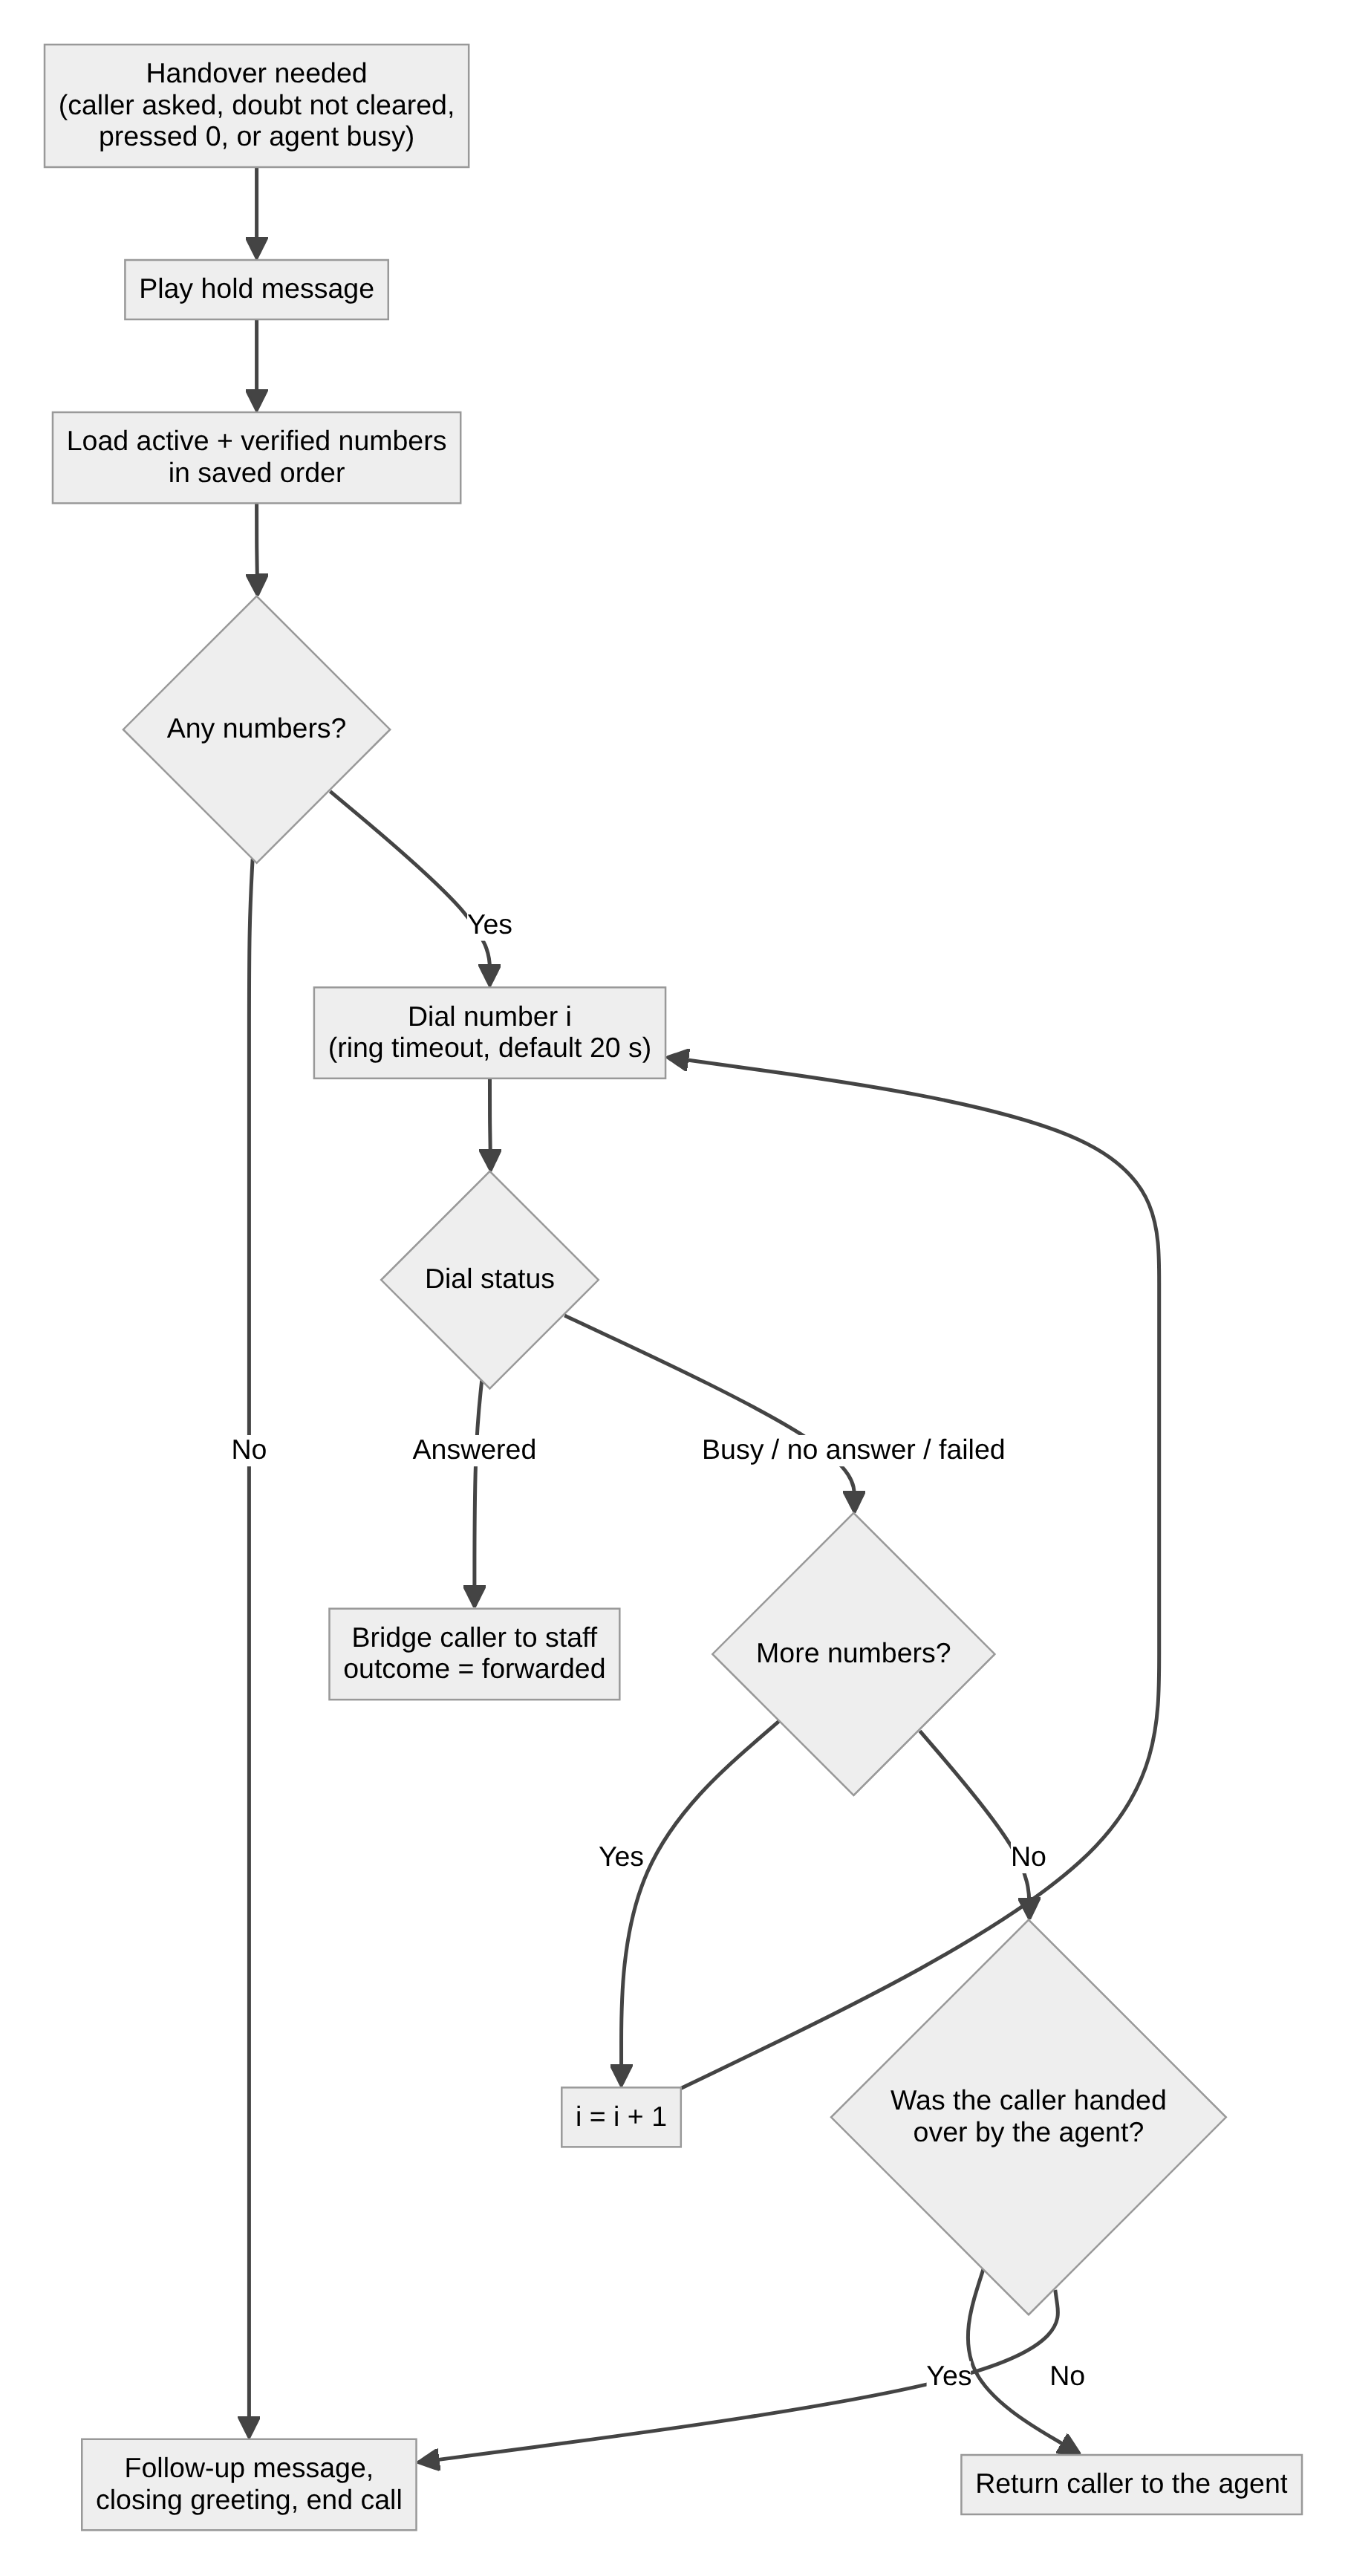 Handover needed
(caller asked, doubt not cleared,
pressed 0, or agent busy)
Play hold message
Load active + verified numbers
in saved order
Any numbers?
Yes
Dial number i
(ring timeout, default 20 s)
Dial status
No
Answered
Busy / no answer / failed
Bridge caller to staff
outcome = forwarded
More numbers?
Yes
No
i = i + 1
Was the caller handed
over by the agent?
Yes
No
Follow-up message,
closing greeting, end call
Return caller to the agent